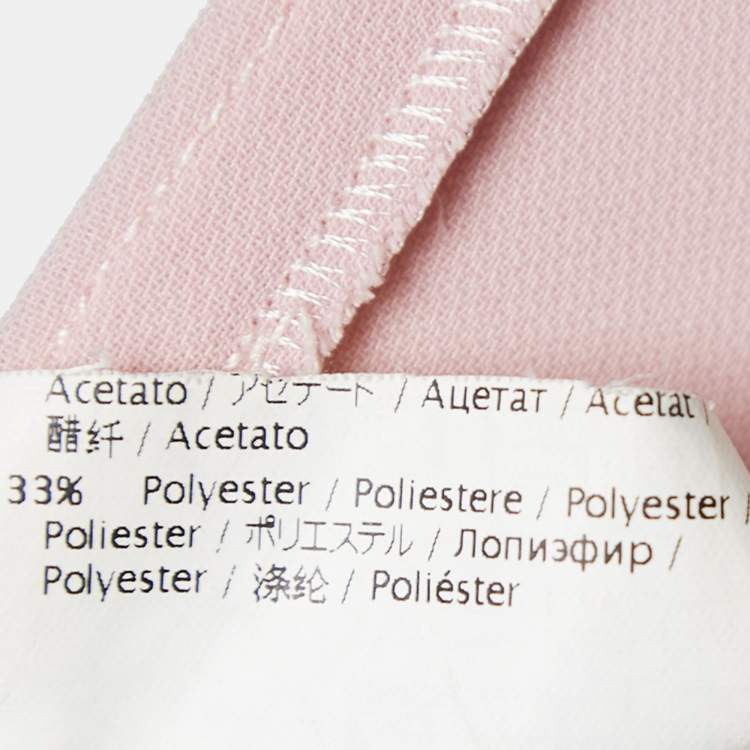 Acetato / アセテート / Ацетат / Acetat /
醋纤 / Acetato
33% Polyester / Poliestere / Polyester /
Poliester / ポリエステル / Лопиэфир /
Polyester / 涤纶 / Poliéster